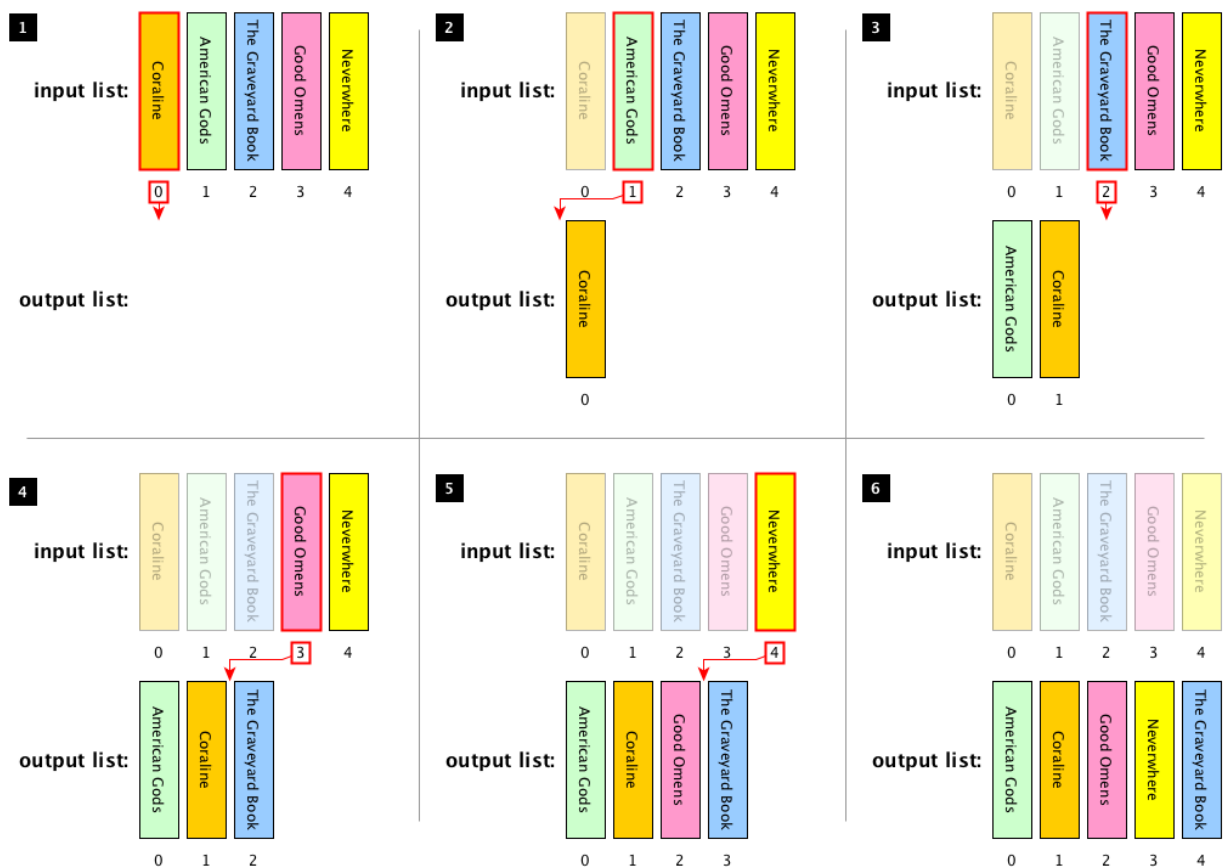 1
input list:
Coraline
American Gods
The Graveyard Book
Good Omens
Neverwhere
0 1 2 3 4
output list:
2
input list:
Coraline
American Gods
The Graveyard Book
Good Omens
Neverwhere
0 1 2 3 4
output list:
Coraline
0
3
input list:
Coraline
American Gods
The Graveyard Book
Good Omens
Neverwhere
0 1 2 3 4
output list:
American Gods
Coraline
0 1
4
input list:
Coraline
American Gods
The Graveyard Book
Good Omens
Neverwhere
0 1 2 3 4
output list:
American Gods
Coraline
The Graveyard Book
0 1 2
5
input list:
Coraline
American Gods
The Graveyard Book
Good Omens
Neverwhere
0 1 2 3 4
output list:
American Gods
Coraline
Good Omens
The Graveyard Book
0 1 2 3
6
input list:
Coraline
American Gods
The Graveyard Book
Good Omens
Neverwhere
0 1 2 3 4
output list:
American Gods
Coraline
Good Omens
Neverwhere
The Graveyard Book
0 1 2 3 4